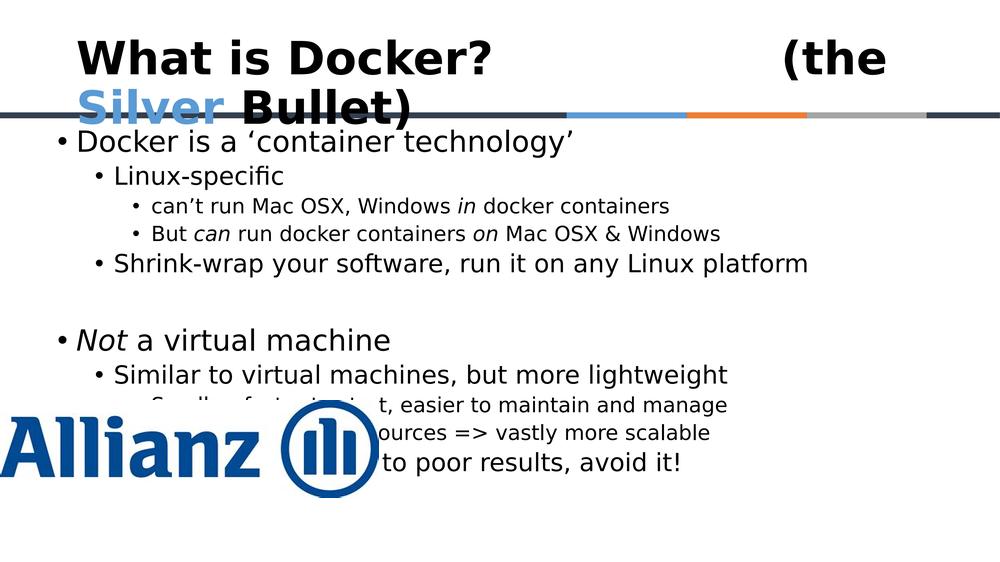 What is Docker? (the
Silver Bullet)
• Docker is a ‘container technology’
• Linux-specific
• can’t run Mac OSX, Windows in docker containers
• But can run docker containers on Mac OSX & Windows
• Shrink-wrap your software, run it on any Linux platform
• Not a virtual machine
• Similar to virtual machines, but more lightweight
easier to maintain and manage
=> vastly more scalable
to poor results, avoid it!
Allianz